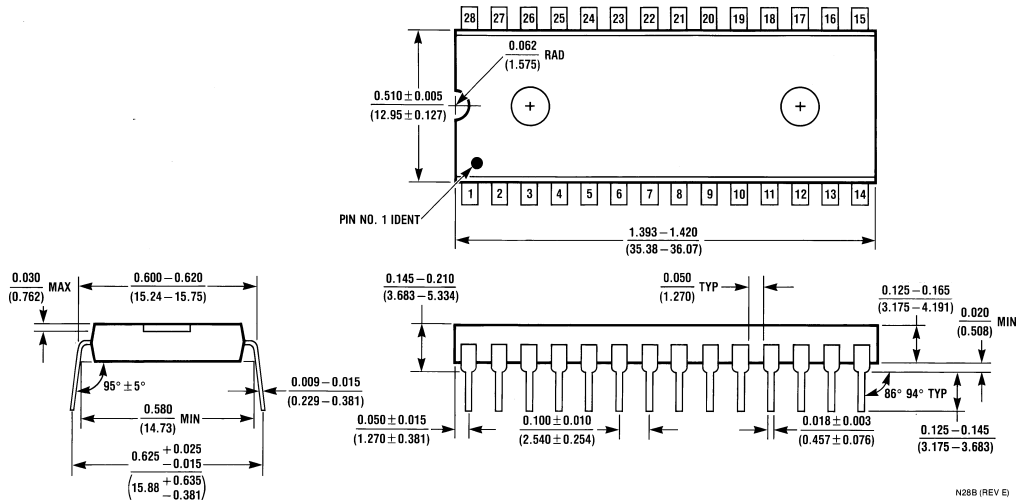 28 27 26 25 24 23 22 21 20 19 18 17 16 15
0.062
(1.575)
RAD
0.510 ± 0.005
(12.95 ± 0.127)
1 2 3 4 5 6 7 8 9 10 11 12 13 14
PIN NO. 1 IDENT
1.393 – 1.420
(35.38 – 36.07)
0.030
(0.762)
MAX
0.600 – 0.620
(15.24 – 15.75)
95° ± 5°
0.009 – 0.015
(0.229 – 0.381)
0.580
(14.73)
MIN
0.625 + 0.025
– 0.015
(15.88 + 0.635
– 0.381)
0.145 – 0.210
(3.683 – 5.334)
0.050
(1.270)
TYP
0.125 – 0.165
(3.175 – 4.191)
0.020
(0.508)
MIN
86° 94° TYP
0.050 ± 0.015
(1.270 ± 0.381)
0.100 ± 0.010
(2.540 ± 0.254)
0.018 ± 0.003
(0.457 ± 0.076)
0.125 – 0.145
(3.175 – 3.683)
N28B (REV E)